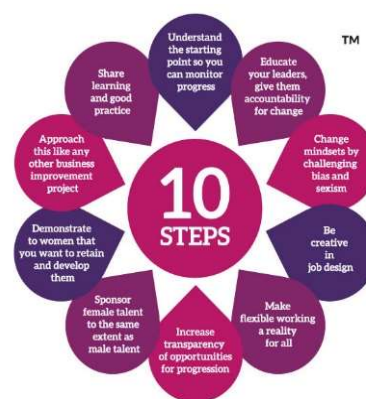 TM
10
STEPS
Understand
the starting
point so you
can monitor
progress
Educate
your leaders,
give them
accountability
for change
Change
mindsets by
challenging
bias and
sexism
Be
creative
in
job design
Make
flexible working
a reality
for all
Increase
transparency
of opportunities
for progression
Sponsor
female talent
to the same
extent as
male talent
Demonstrate
to women that
you want to retain
and develop
them
Approach
this like any
other business
improvement
project
Share
learning
and good
practice